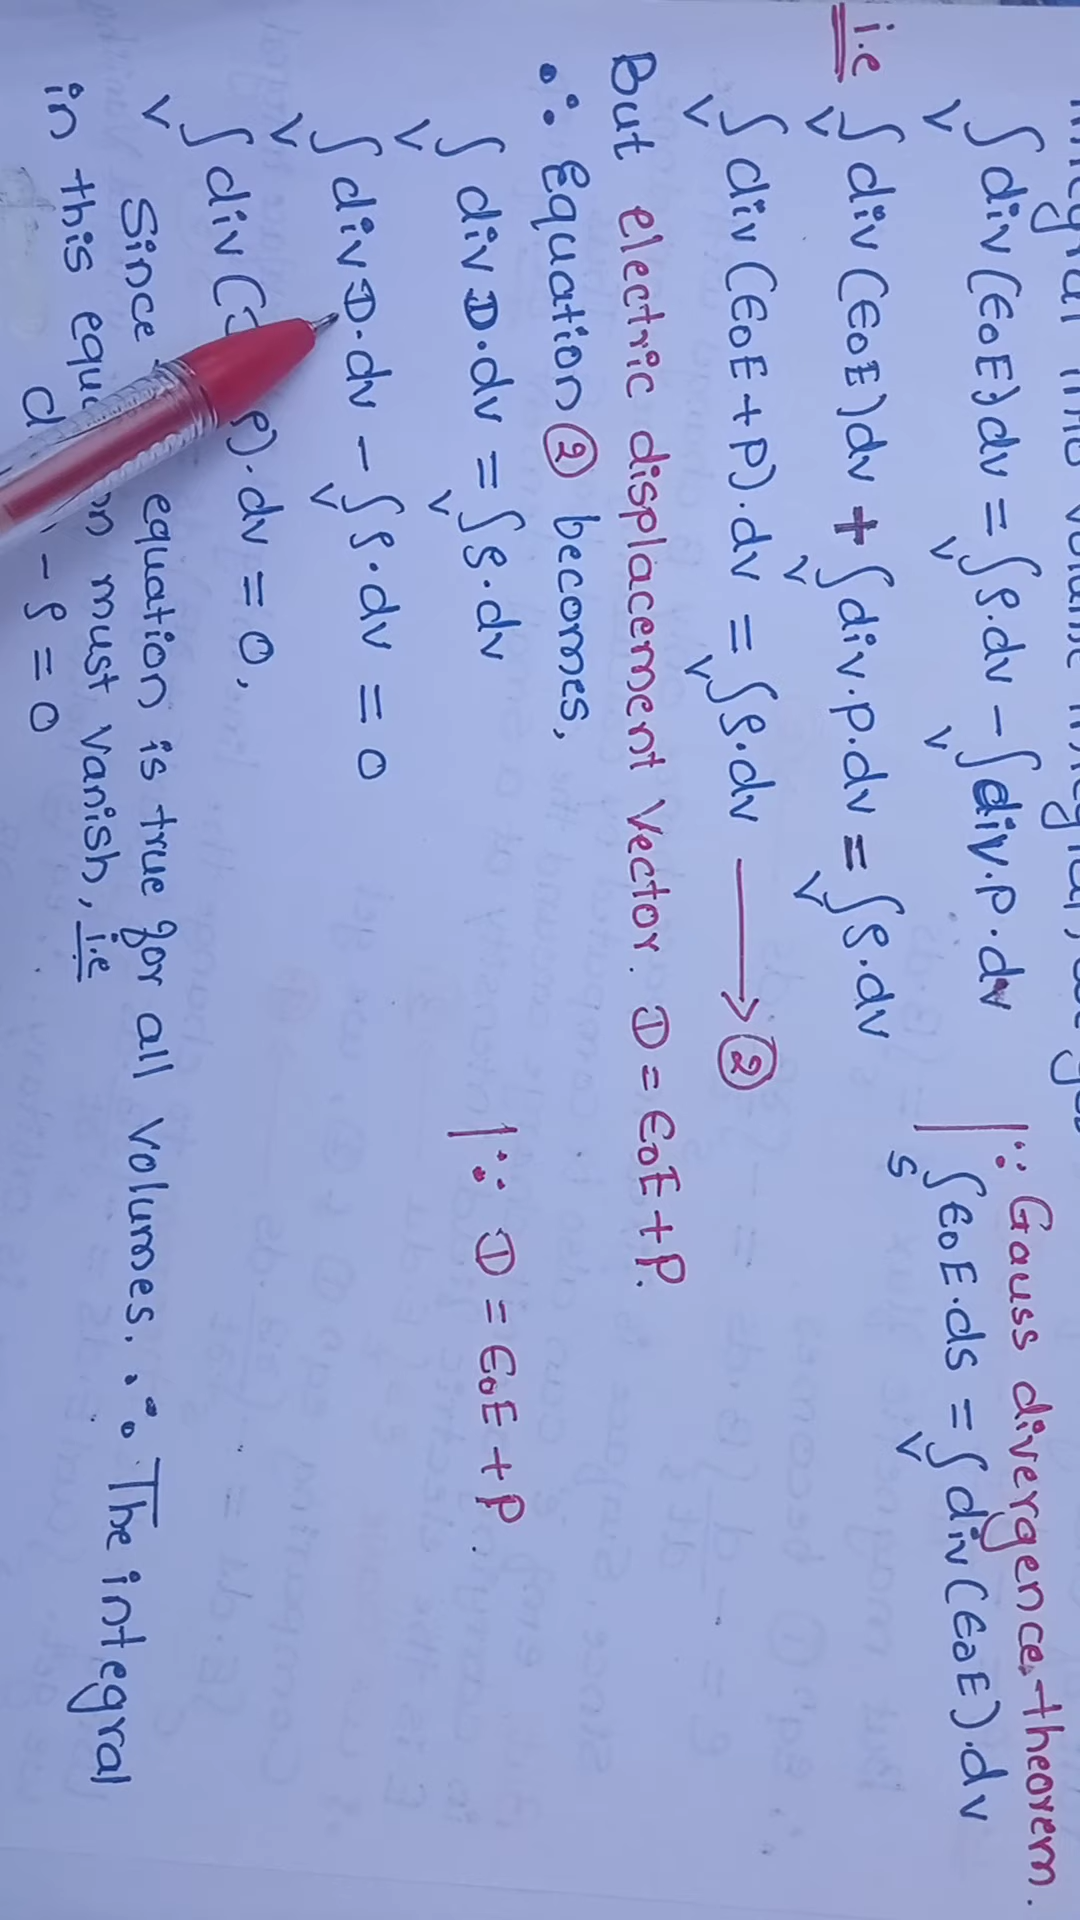 ∫ᵥ div(ε₀E)dv = ∫ᵥ ρ.dv – ∫ᵥ div.P.dv
∵ Gauss divergence theorem.
∫ₛ ε₀E.ds = ∫ᵥ div(ε₀E).dv
i.e ∫ᵥ div(ε₀E)dv + ∫ᵥ div.P.dv = ∫ᵥ ρ.dv
∫ᵥ div(ε₀E+P).dv = ∫ᵥ ρ.dv → ②
But electric displacement vector. D = ε₀E+P.
∴ Equation ② becomes,
∫ᵥ div D.dv = ∫ᵥ ρ.dv |∵ D = ε₀E+P.
∫ᵥ div D.dv – ∫ᵥ ρ.dv = 0
∫ᵥ div( ρ).dv = 0,
Since equation is true for all volumes. ∴ The integral
in this must vanish, i.e
– ρ = 0